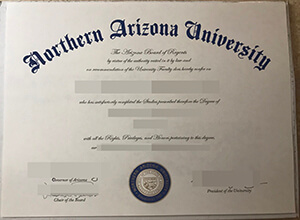 Northern Arizona University
The Arizona Board of Regents
by virtue of the authority vested in it by law and
on recommendation of the University Faculty does hereby confer on
who has satisfactorily completed the Studies prescribed therefor the Degree of
with all the Rights, Privileges, and Honors pertaining to this degree.
Governor of Arizona
Chair of the Board
President of the University